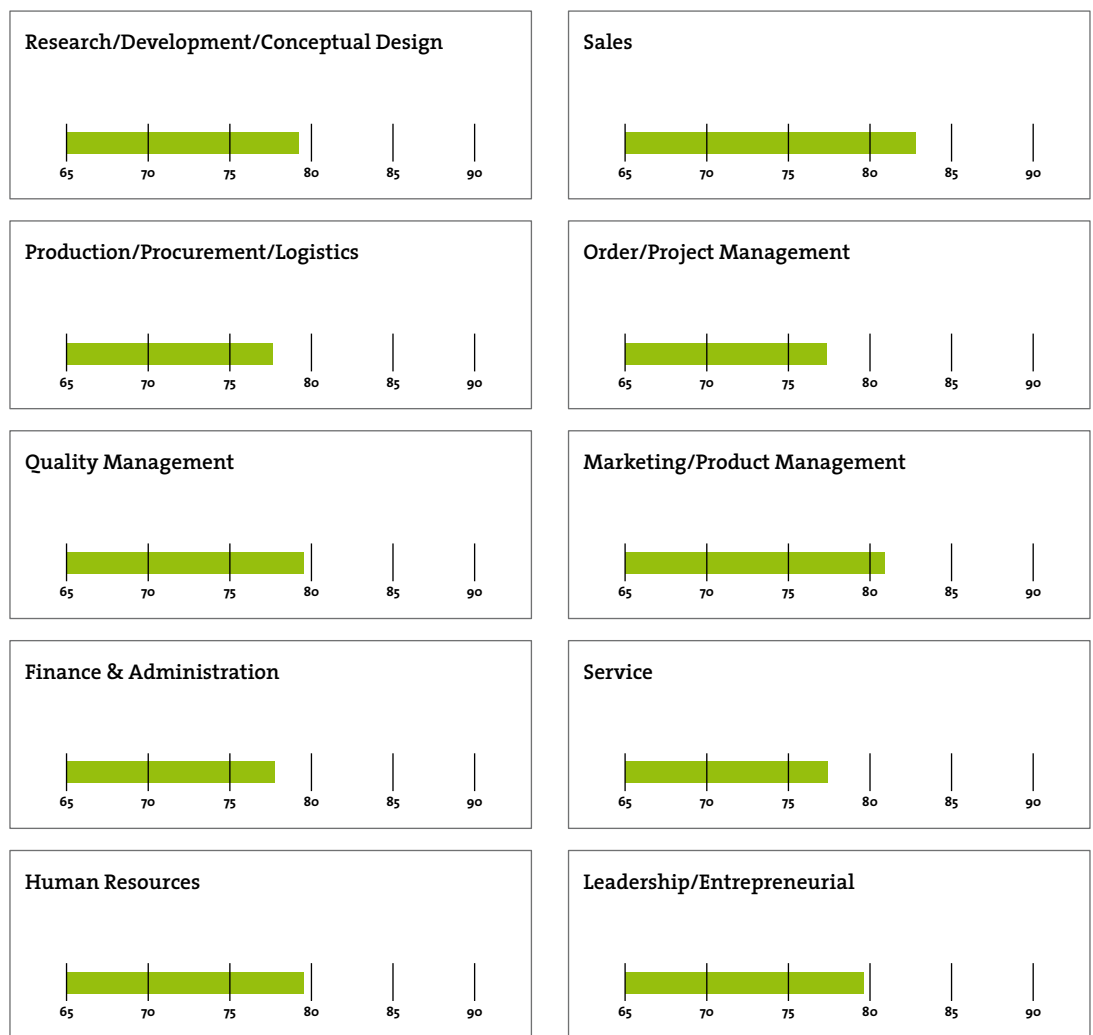 Research/Development/Conceptual Design
65 70 75 80 85 90
Sales
65 70 75 80 85 90
Production/Procurement/Logistics
65 70 75 80 85 90
Order/Project Management
65 70 75 80 85 90
Quality Management
65 70 75 80 85 90
Marketing/Product Management
65 70 75 80 85 90
Finance & Administration
65 70 75 80 85 90
Service
65 70 75 80 85 90
Human Resources
65 70 75 80 85 90
Leadership/Entrepreneurial
65 70 75 80 85 90